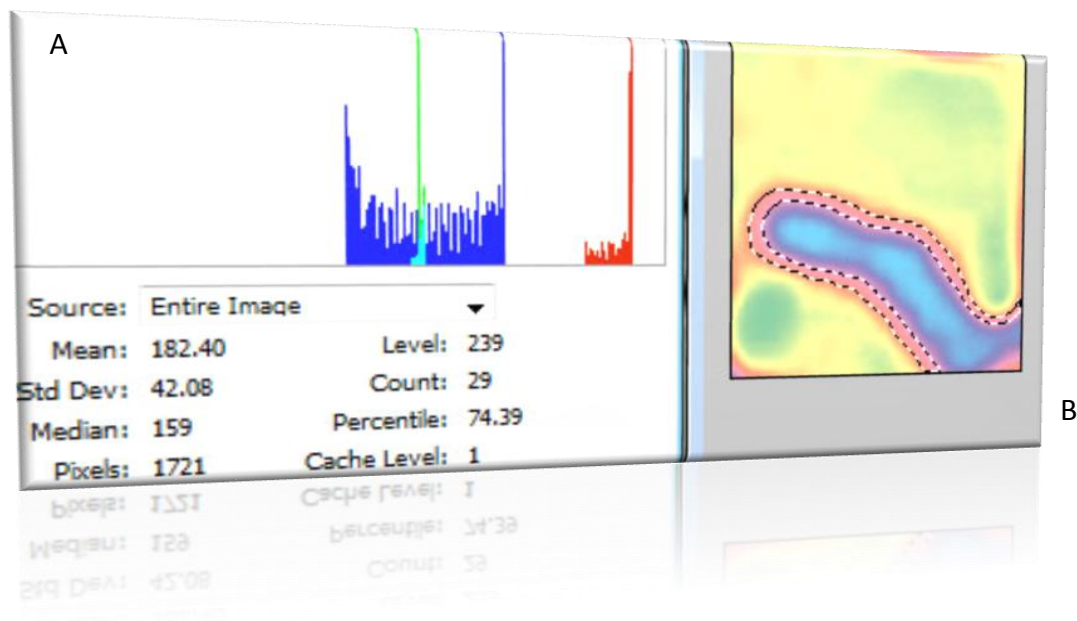 A
Source: Entire Image
Mean: 182.40 Level: 239
Std Dev: 42.08 Count: 29
Median: 159 Percentile: 74.39
Pixels: 1721 Cache Level: 1
B